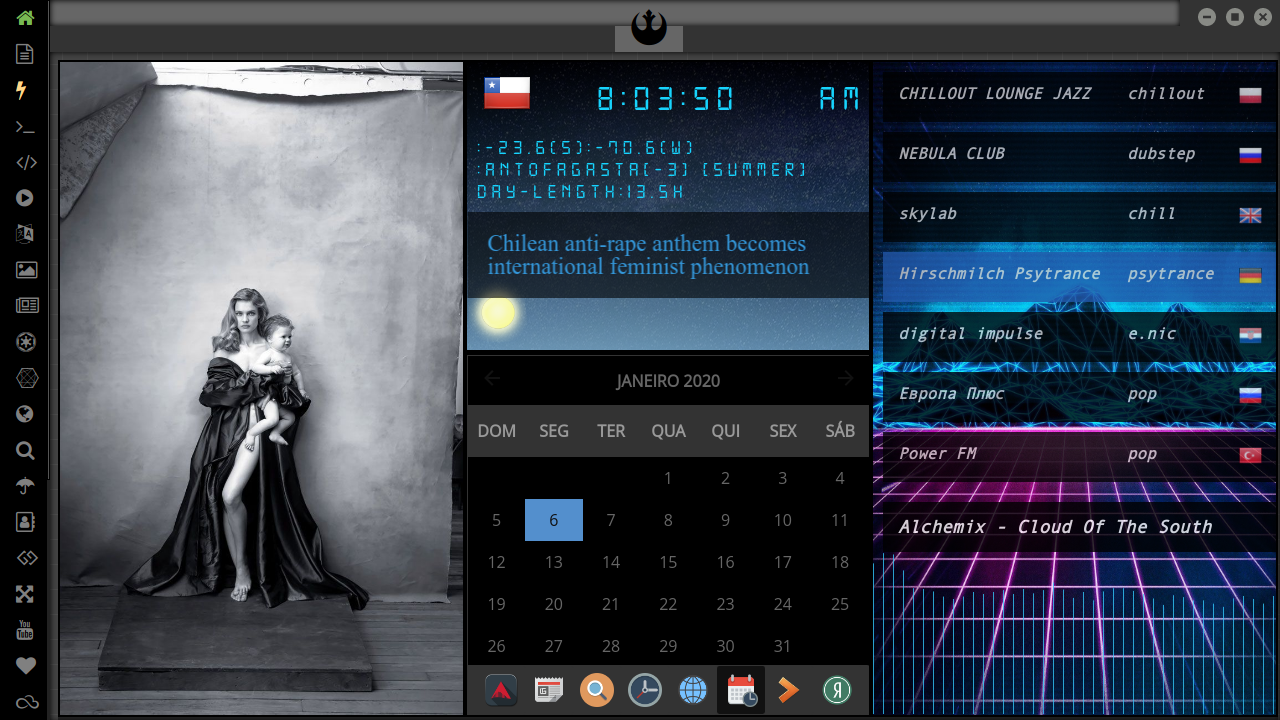 8:03:50 AM
:-23.6(S):-70.6(W)
:ANTOFAGASTA(-3) (SUMMER)
DAY-LENGTH:13.5H
Chilean anti-rape anthem becomes
international feminist phenomenon
JANEIRO 2020
DOM SEG TER QUA QUI SEX SÁB
1 2 3 4
5 6 7 8 9 10 11
12 13 14 15 16 17 18
19 20 21 22 23 24 25
26 27 28 29 30 31
CHILLOUT LOUNGE JAZZ chillout
NEBULA CLUB dubstep
skylab chill
Hirschmilch Psytrance psytrance
digital impulse e.nic
Европа Плюс pop
Power FM pop
Alchemix - Cloud Of The South
You
Tube
Я